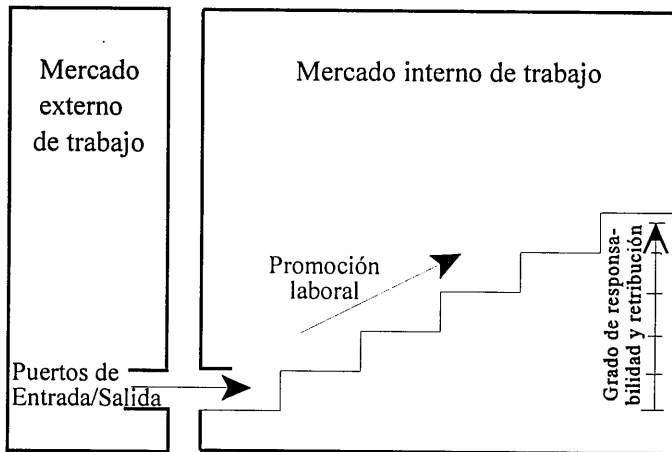 Mercado
externo
de trabajo
Mercado interno de trabajo
Promoción
laboral
Puertos de
Entrada/Salida
Grado de responsa-
bilidad y retribución